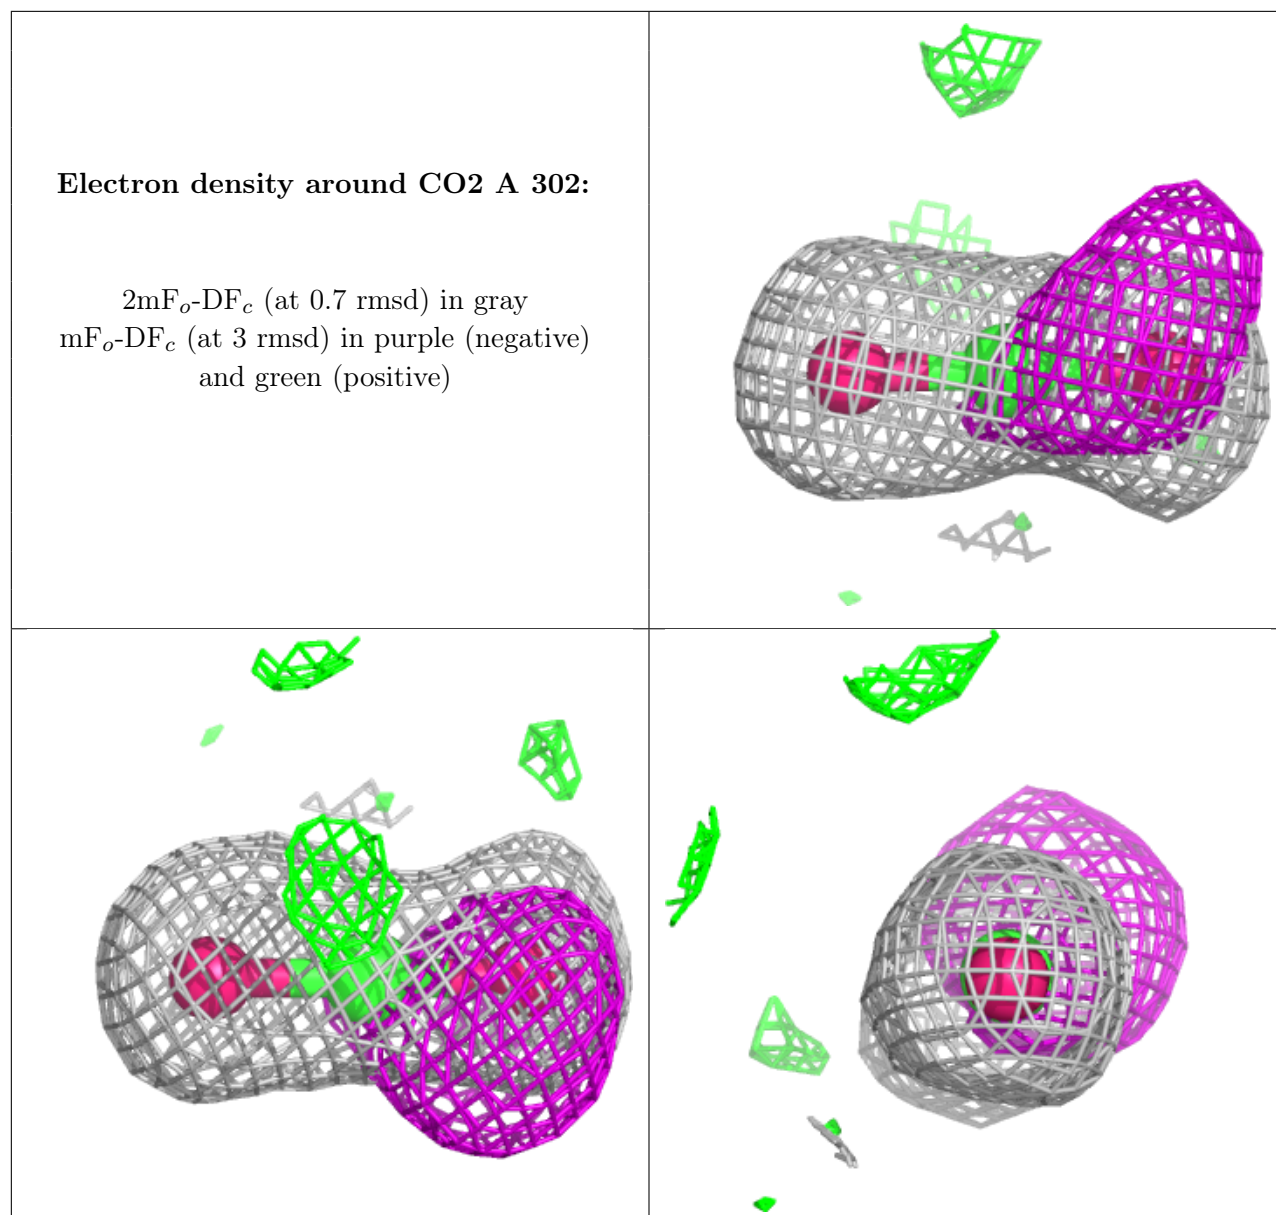 Electron density around CO2 A 302:
2mFo-DFc (at 0.7 rmsd) in gray
mFo-DFc (at 3 rmsd) in purple (negative)
and green (positive)